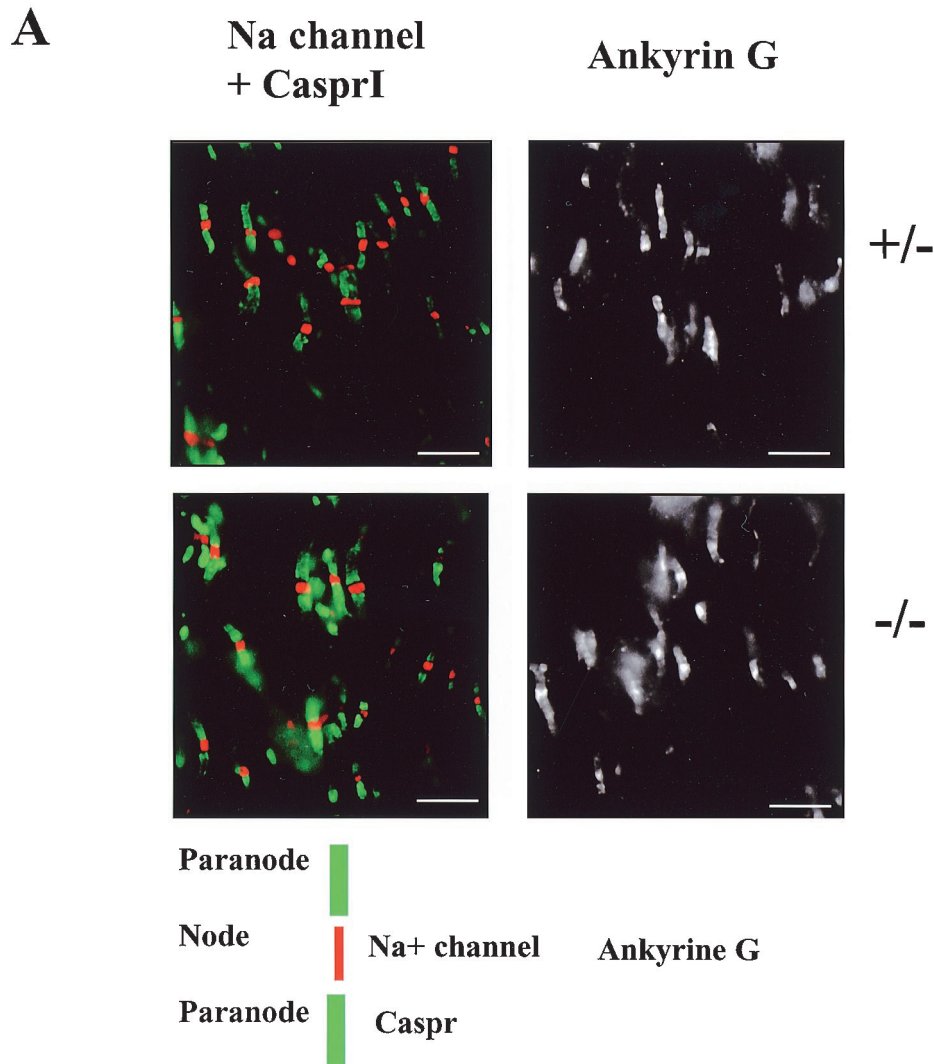 A
Na channel
+ CasprI
Ankyrin G
+/-
-/-
Paranode
Node
Na+ channel
Ankyrine G
Paranode
Caspr